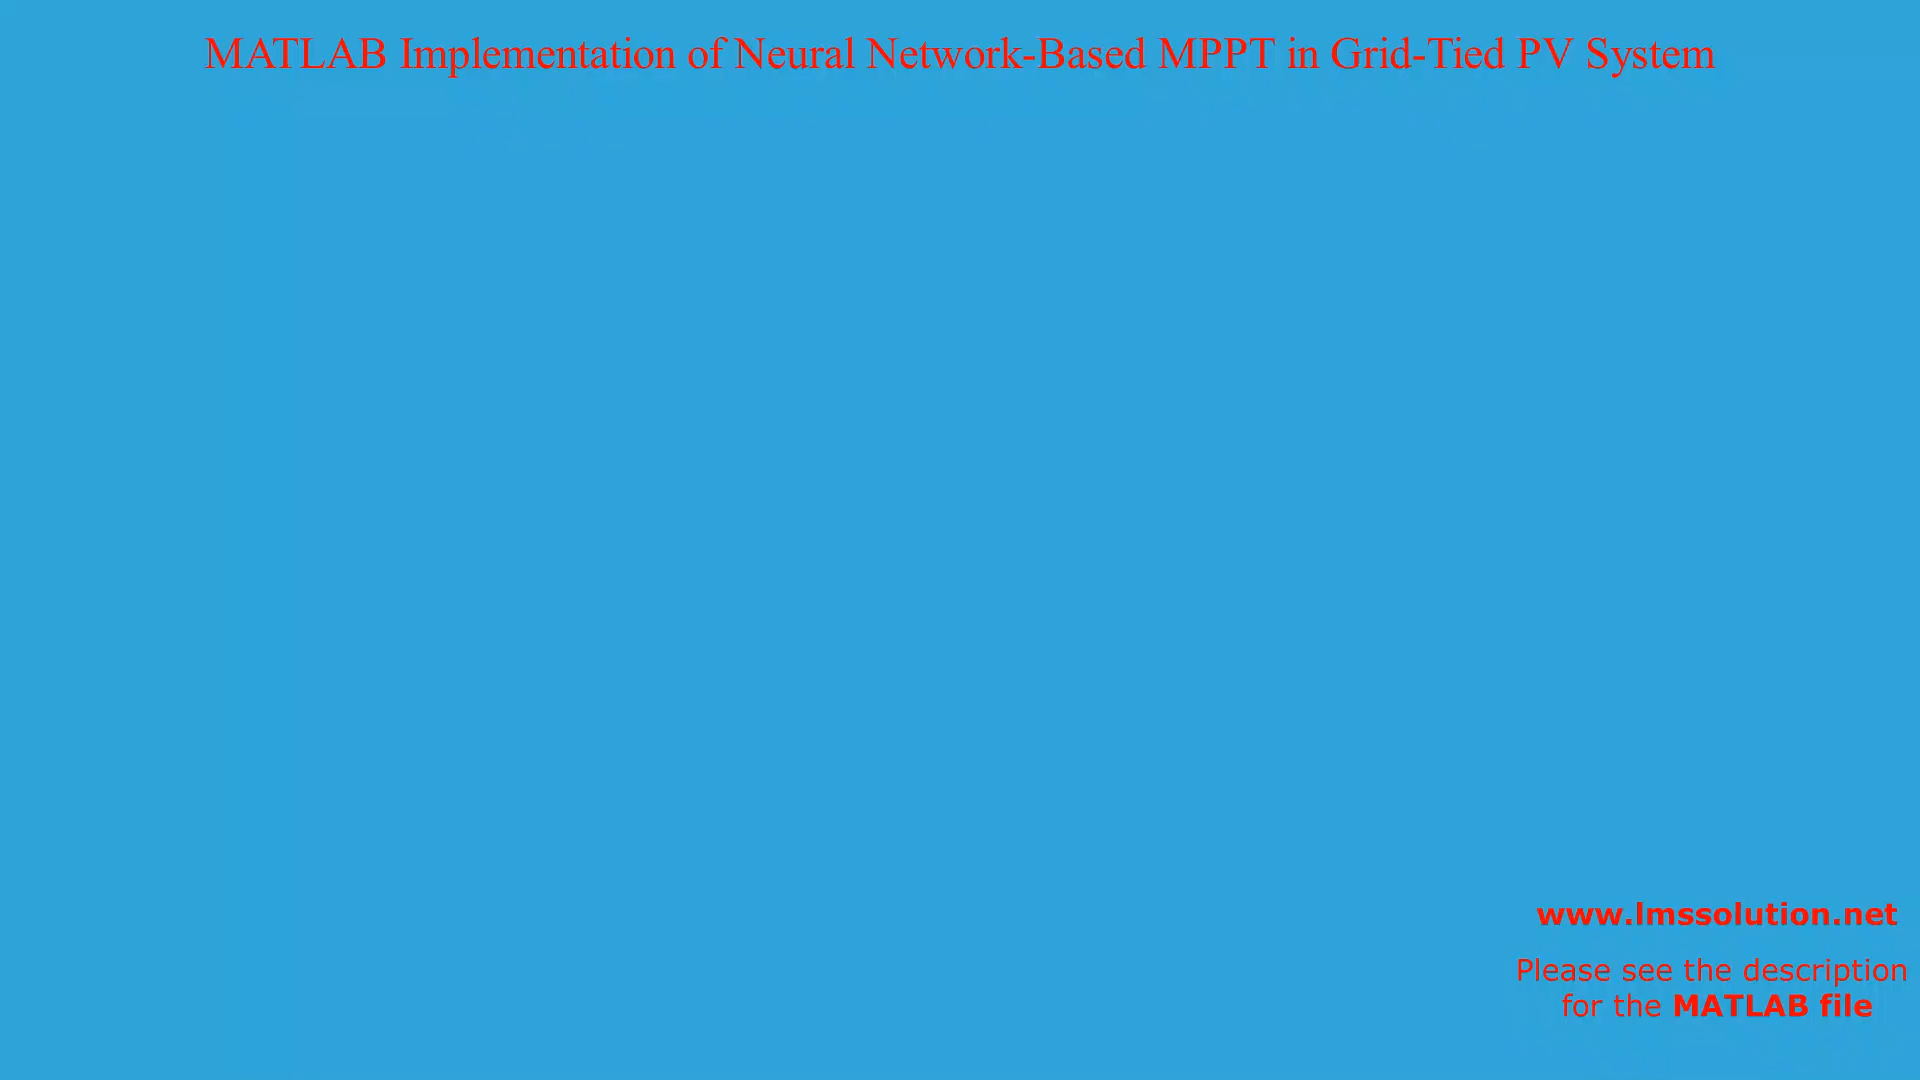 MATLAB Implementation of Neural Network-Based MPPT in Grid-Tied PV System
www.lmssolution.net
Please see the description
for the MATLAB file